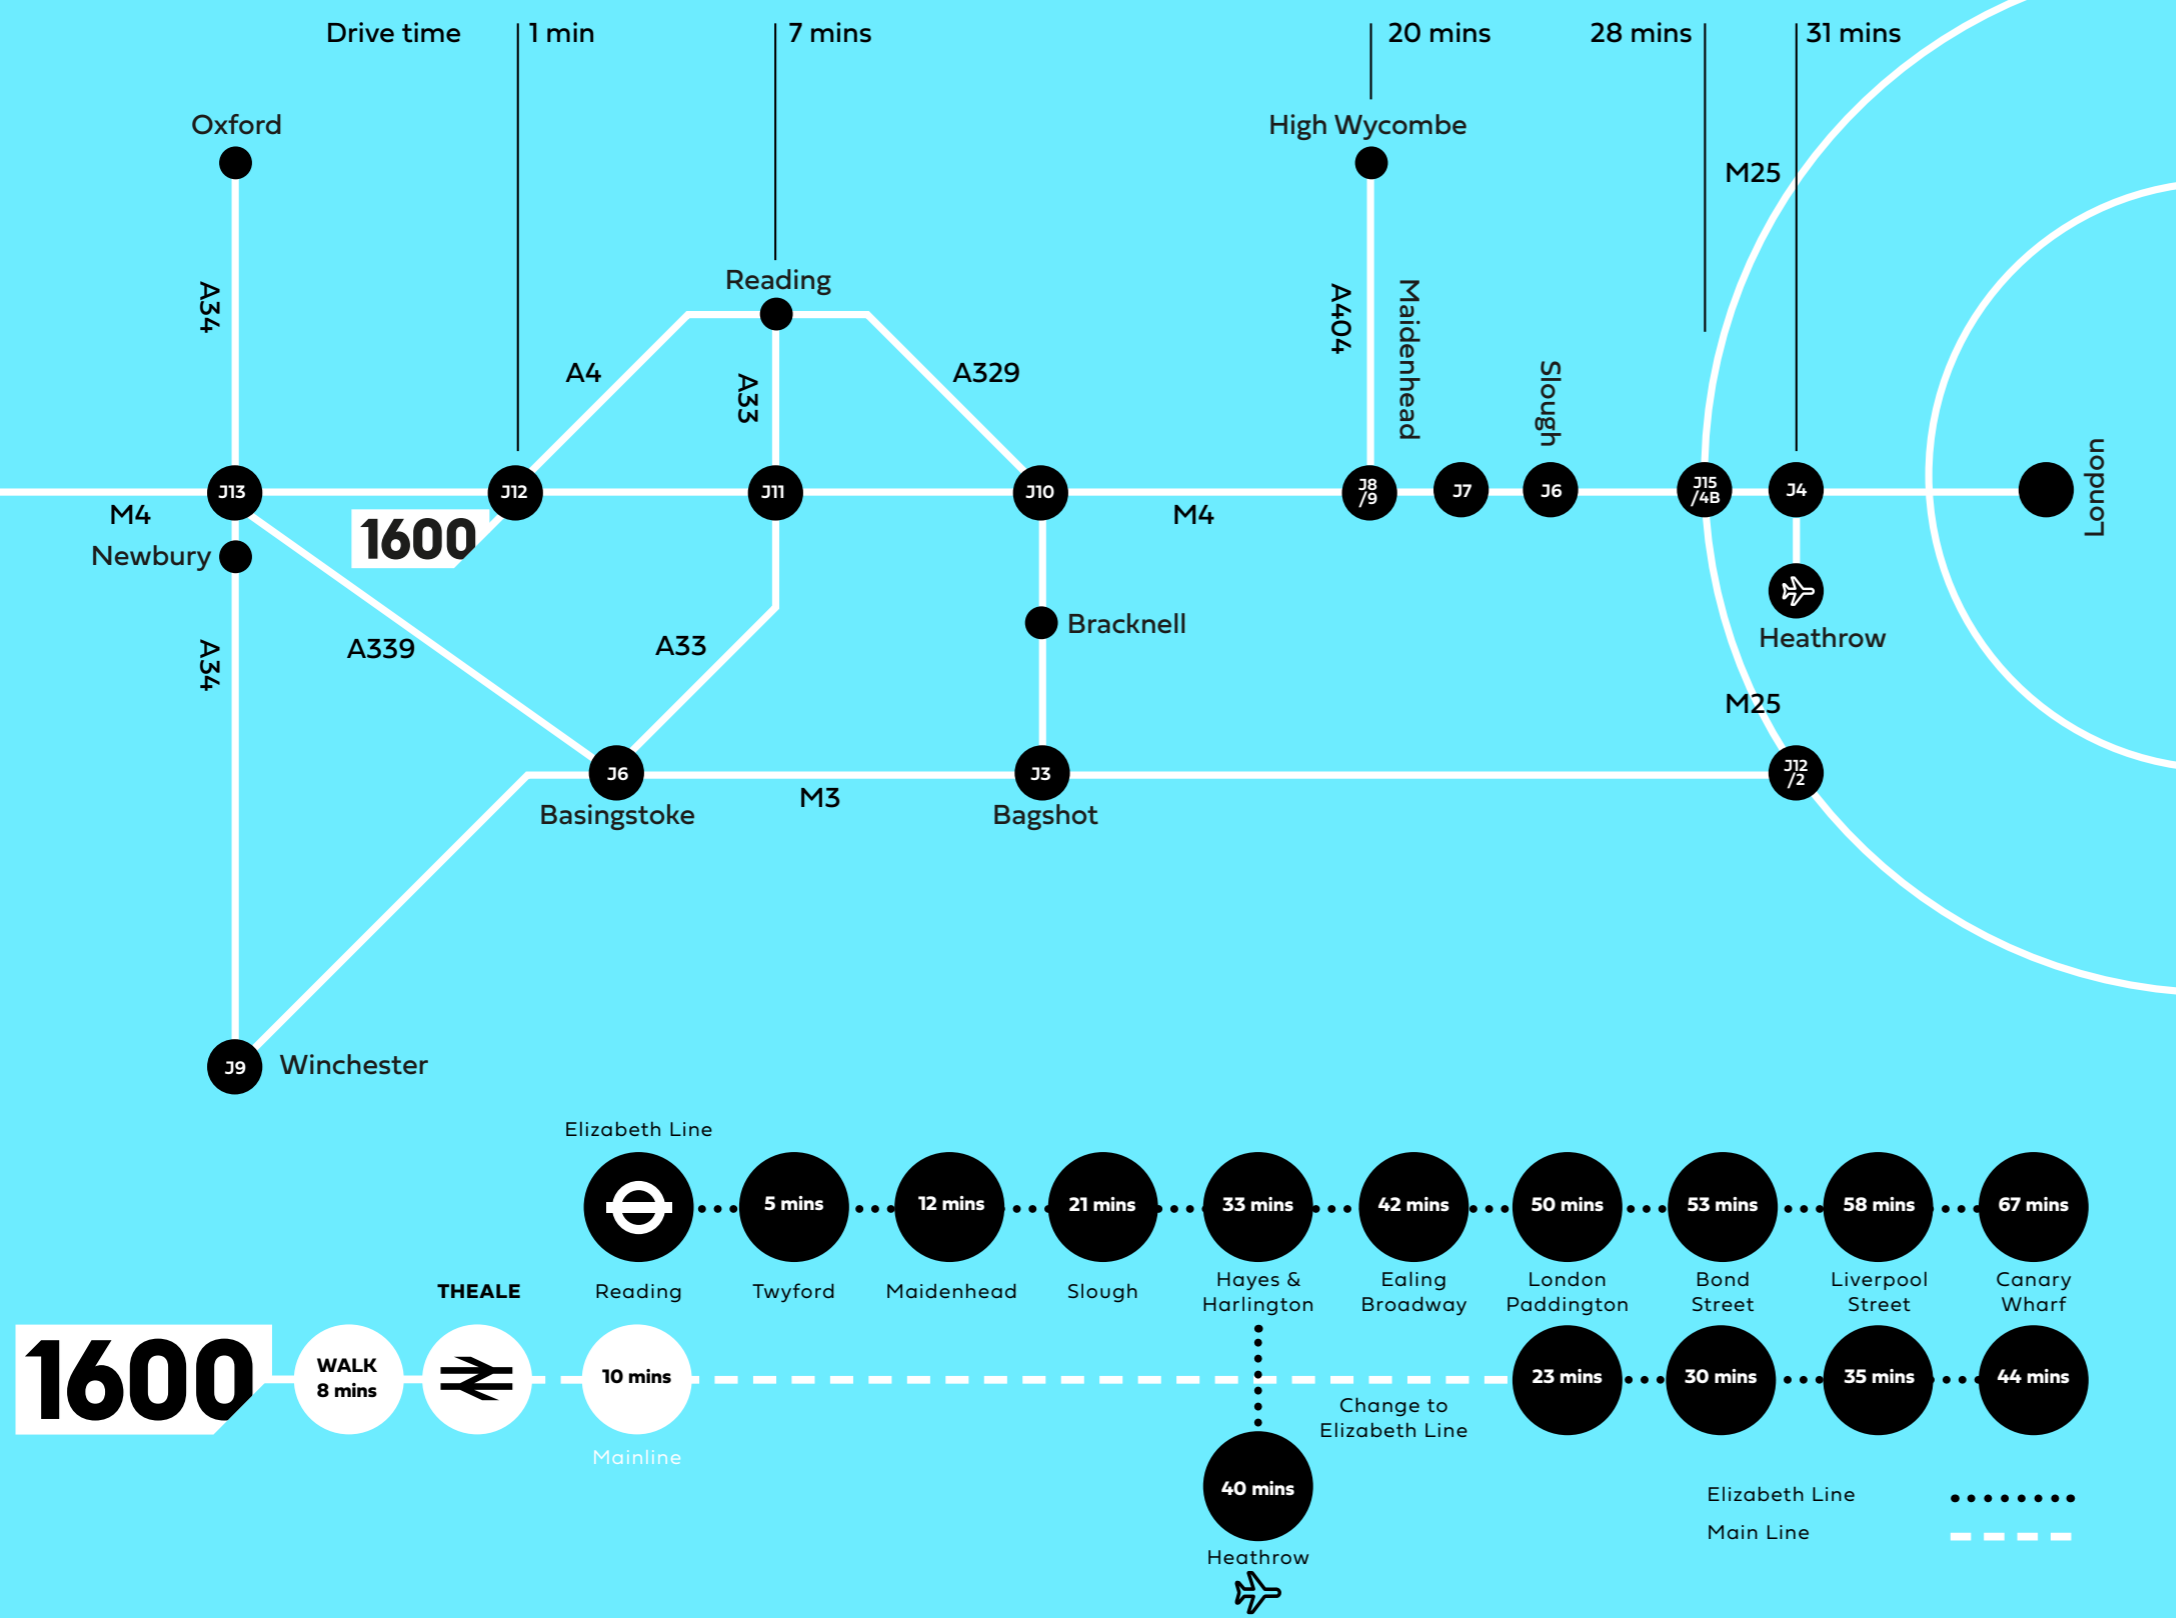 Drive time
1 min
7 mins
20 mins
28 mins
31 mins
Oxford
High Wycombe
M25
Reading
A34
A404
Maidenhead
A4
A33
A329
Slough
J13
J12
J11
J10
J8
/9
J7
J6
J15
/4B
J4
London
M4
1600
M4
Newbury
Bracknell
Heathrow
A34
A339
A33
M25
J6
J3
J12
/2
Basingstoke
M3
Bagshot
J9
Winchester
Elizabeth Line
5 mins
12 mins
21 mins
33 mins
42 mins
50 mins
53 mins
58 mins
67 mins
THEALE
Reading
Twyford
Maidenhead
Slough
Hayes &
Harlington
Ealing
Broadway
London
Paddington
Bond
Street
Liverpool
Street
Canary
Wharf
1600
WALK
8 mins
10 mins
23 mins
30 mins
35 mins
44 mins
Change to
Elizabeth Line
Mainline
40 mins
Heathrow
Elizabeth Line
Main Line